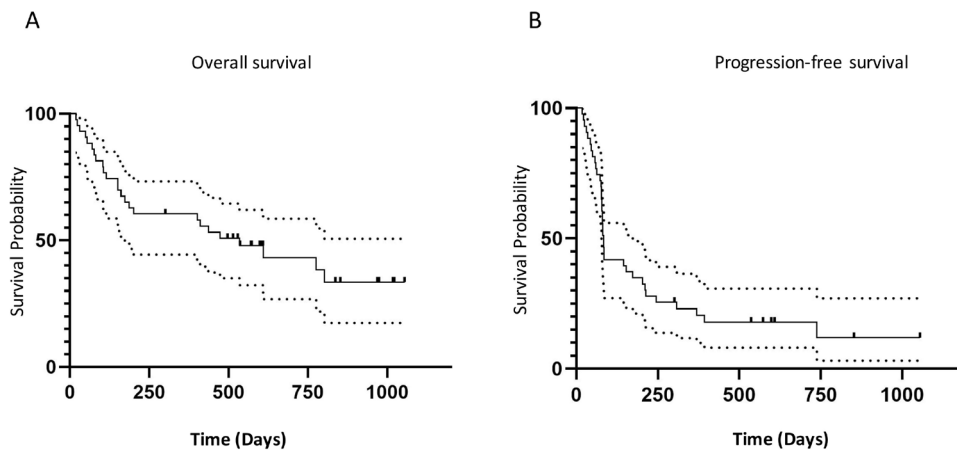 A
Overall survival
100
50
0
Survival Probability
0 250 500 750 1000
Time (Days)
B
Progression-free survival
100
50
0
Survival Probability
0 250 500 750 1000
Time (Days)